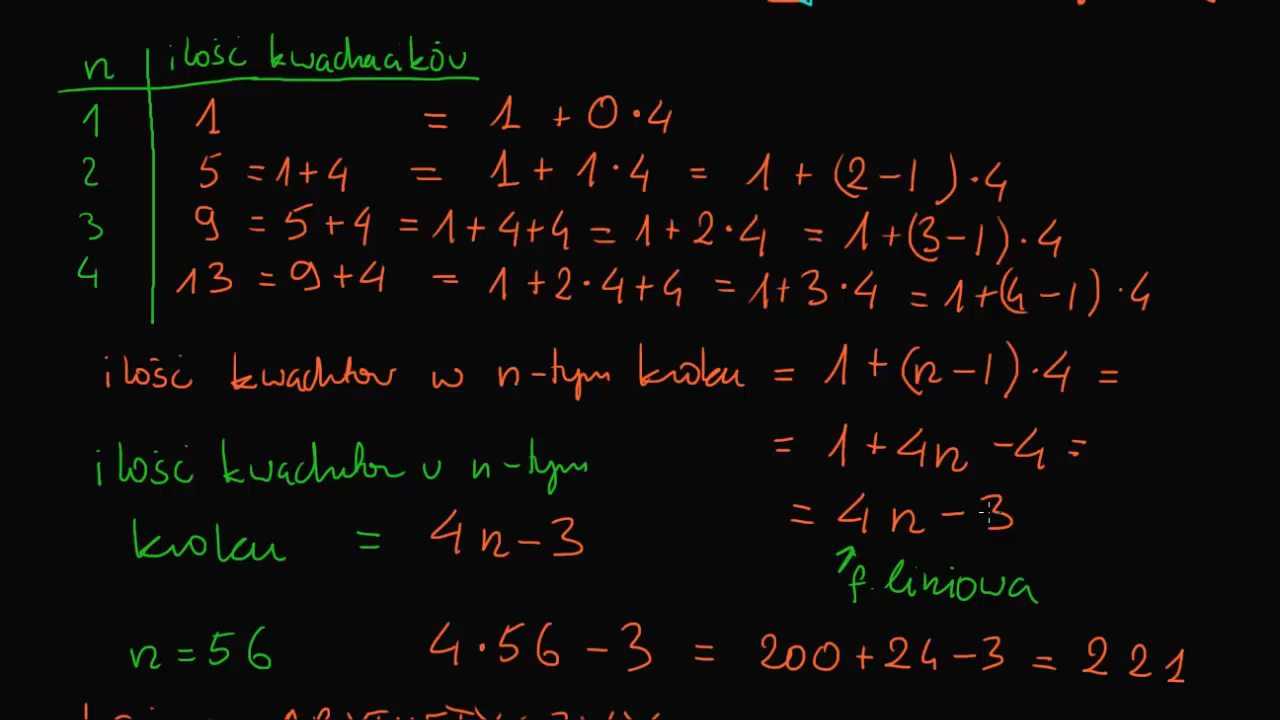 n ilość kwadracików
1 1 = 1 + 0·4
2 5 = 1+4 = 1 + 1·4 = 1 + (2-1)·4
3 9 = 5+4 = 1+4+4 = 1+2·4 = 1+(3-1)·4
4 13 = 9+4 = 1+2·4+4 = 1+3·4 = 1+(4-1)·4
ilość kwadratów w n-tym kroku = 1 + (n-1)·4 =
= 1+4n-4 =
= 4n-3
f. liniowa
ilość kwadratów w n-tym
kroku = 4n-3
n=56 4·56-3 = 200+24-3 = 221